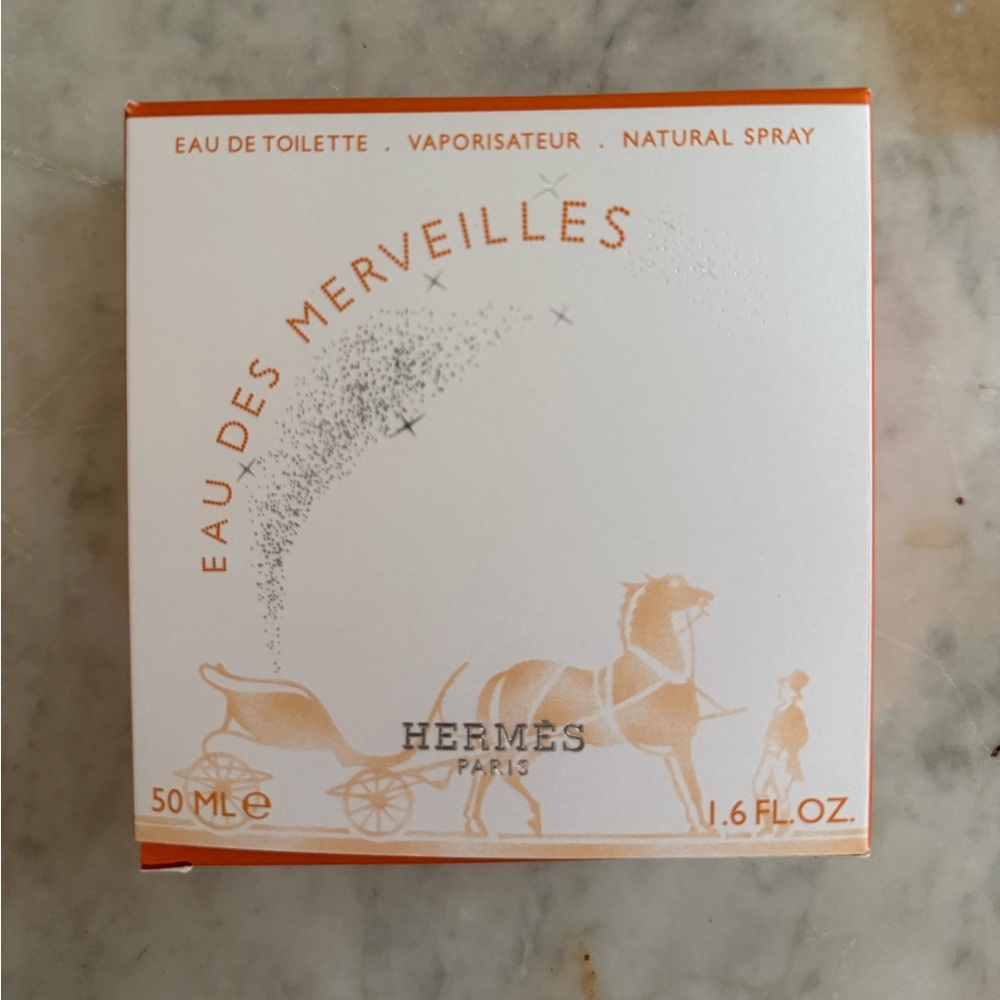 EAU DE TOILETTE . VAPORISATEUR . NATURAL SPRAY
EAU DES MERVEILLES
HERMÈS
PARIS
50 ML e
1.6 FL.OZ.